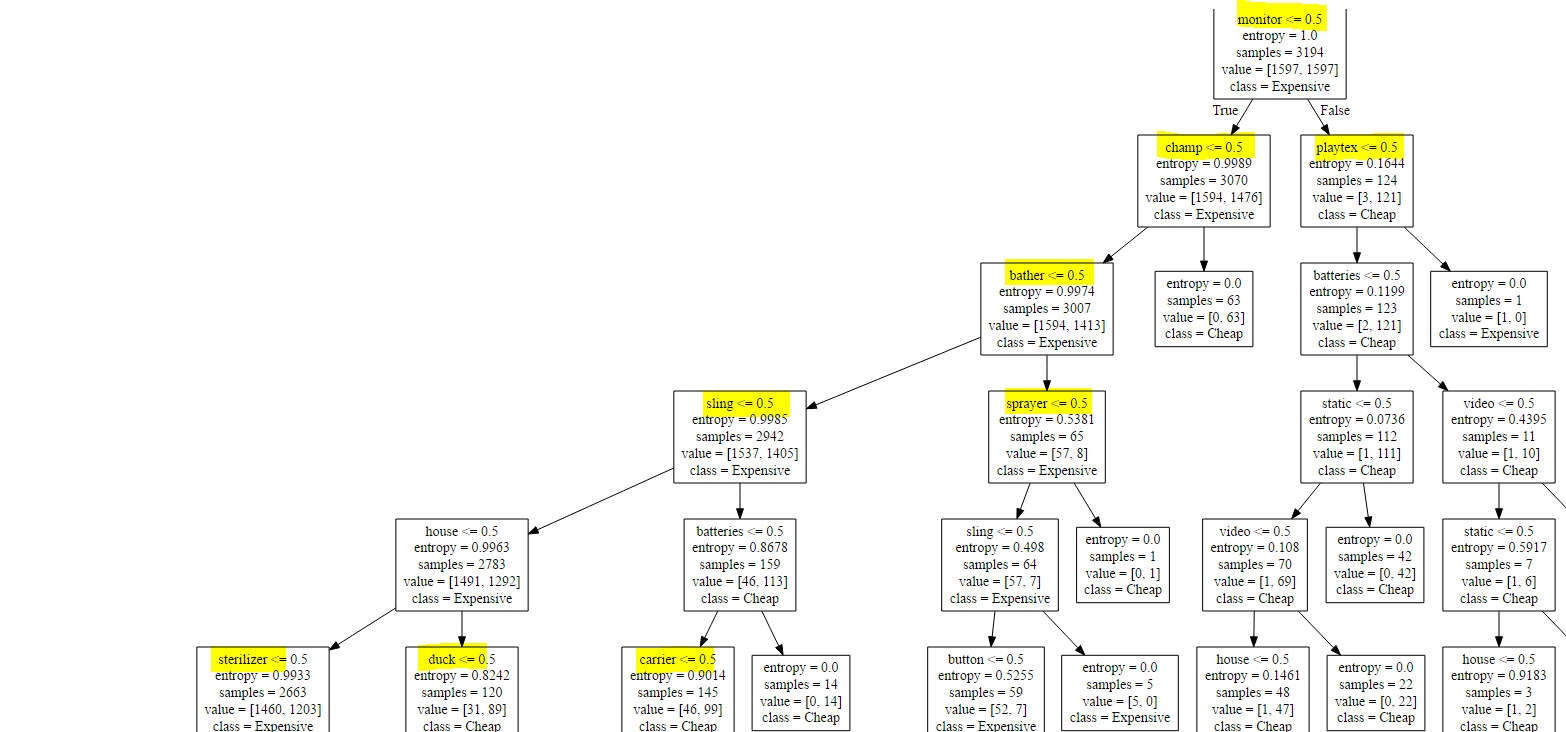 monitor <= 0.5
entropy = 1.0
samples = 3194
value = [1597, 1597]
class = Expensive
True
False
champ <= 0.5
entropy = 0.9989
samples = 3070
value = [1594, 1476]
class = Expensive
playtex <= 0.5
entropy = 0.1644
samples = 124
value = [3, 121]
class = Cheap
bather <= 0.5
entropy = 0.9974
samples = 3007
value = [1594, 1413]
class = Expensive
entropy = 0.0
samples = 63
value = [0, 63]
class = Cheap
batteries <= 0.5
entropy = 0.1199
samples = 123
value = [2, 121]
class = Cheap
entropy = 0.0
samples = 1
value = [1, 0]
class = Expensive
sling <= 0.5
entropy = 0.9985
samples = 2942
value = [1537, 1405]
class = Expensive
sprayer <= 0.5
entropy = 0.5381
samples = 65
value = [57, 8]
class = Expensive
static <= 0.5
entropy = 0.0736
samples = 112
value = [1, 111]
class = Cheap
video <= 0.5
entropy = 0.4395
samples = 11
value = [1, 10]
class = Cheap
house <= 0.5
entropy = 0.9963
samples = 2783
value = [1491, 1292]
class = Expensive
batteries <= 0.5
entropy = 0.8678
samples = 159
value = [46, 113]
class = Cheap
sling <= 0.5
entropy = 0.498
samples = 64
value = [57, 7]
class = Expensive
entropy = 0.0
samples = 1
value = [0, 1]
class = Cheap
video <= 0.5
entropy = 0.108
samples = 70
value = [1, 69]
class = Cheap
entropy = 0.0
samples = 42
value = [0, 42]
class = Cheap
static <= 0.5
entropy = 0.5917
samples = 7
value = [1, 6]
class = Cheap
sterilizer <= 0.5
entropy = 0.9933
samples = 2663
value = [1460, 1203]
class = Expensive
duck <= 0.5
entropy = 0.8242
samples = 120
value = [31, 89]
class = Cheap
carrier <= 0.5
entropy = 0.9014
samples = 145
value = [46, 99]
class = Cheap
entropy = 0.0
samples = 14
value = [0, 14]
class = Cheap
button <= 0.5
entropy = 0.5255
samples = 59
value = [52, 7]
class = Expensive
entropy = 0.0
samples = 5
value = [5, 0]
class = Expensive
house <= 0.5
entropy = 0.1461
samples = 48
value = [1, 47]
class = Cheap
entropy = 0.0
samples = 22
value = [0, 22]
class = Cheap
house <= 0.5
entropy = 0.9183
samples = 3
value = [1, 2]
class = Cheap